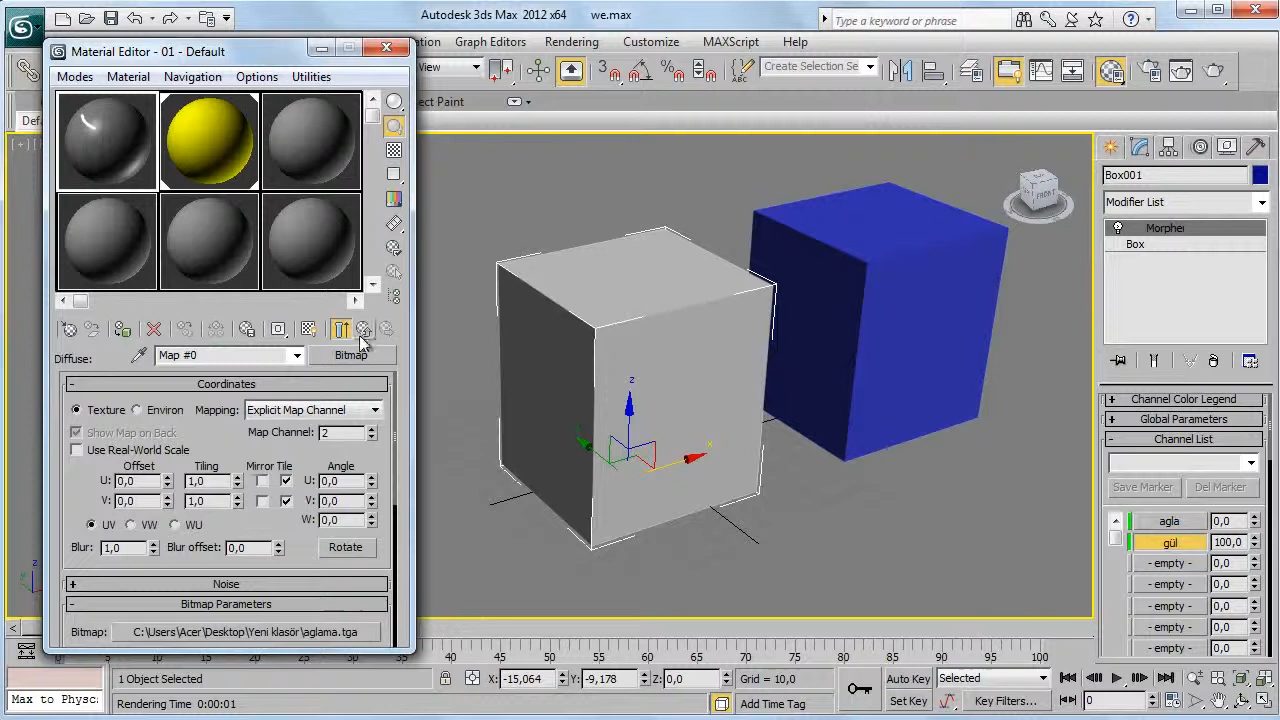 Autodesk 3ds Max 2012 x64 we.max
Type a keyword or phrase
Material Editor - 01 - Default
Graph Editors Rendering Customize MAXScript Help
Modes Material Navigation Options Utilities
View
Create Selection Se
ect Paint
Diffuse: Map #0 Bitmap
- Coordinates
Texture Environ Mapping: Explicit Map Channel
Show Map on Back Map Channel: 2
Use Real-World Scale
Offset Tiling Mirror Tile Angle
U: 0,0 1,0 U: 0,0
V: 0,0 1,0 V: 0,0
W: 0,0
UV VW WU
Blur: 1,0 Blur offset: 0,0 Rotate
+ Noise
- Bitmap Parameters
Bitmap: C:\Users\Acer\Desktop\Yeni klasör\aglama.tga
z
x
FRONT
Box001
Modifier List
Morpher
Box
+ Channel Color Legend
+ Global Parameters
- Channel List
Save Marker Del Marker
agla 0,0
gül 100,0
- empty - 0,0
- empty - 0,0
- empty - 0,0
- empty - 0,0
- empty - 0,0
5 10 15 20 25 30 35 40 45 50 55 60 65 70 75 80 85 90 95 100
1 Object Selected X: -15,064 Y: -9,178 Z: 0,0 Grid = 10,0 Auto Key Selected
Max to Physc Rendering Time 0:00:01 Add Time Tag Set Key Key Filters... 0